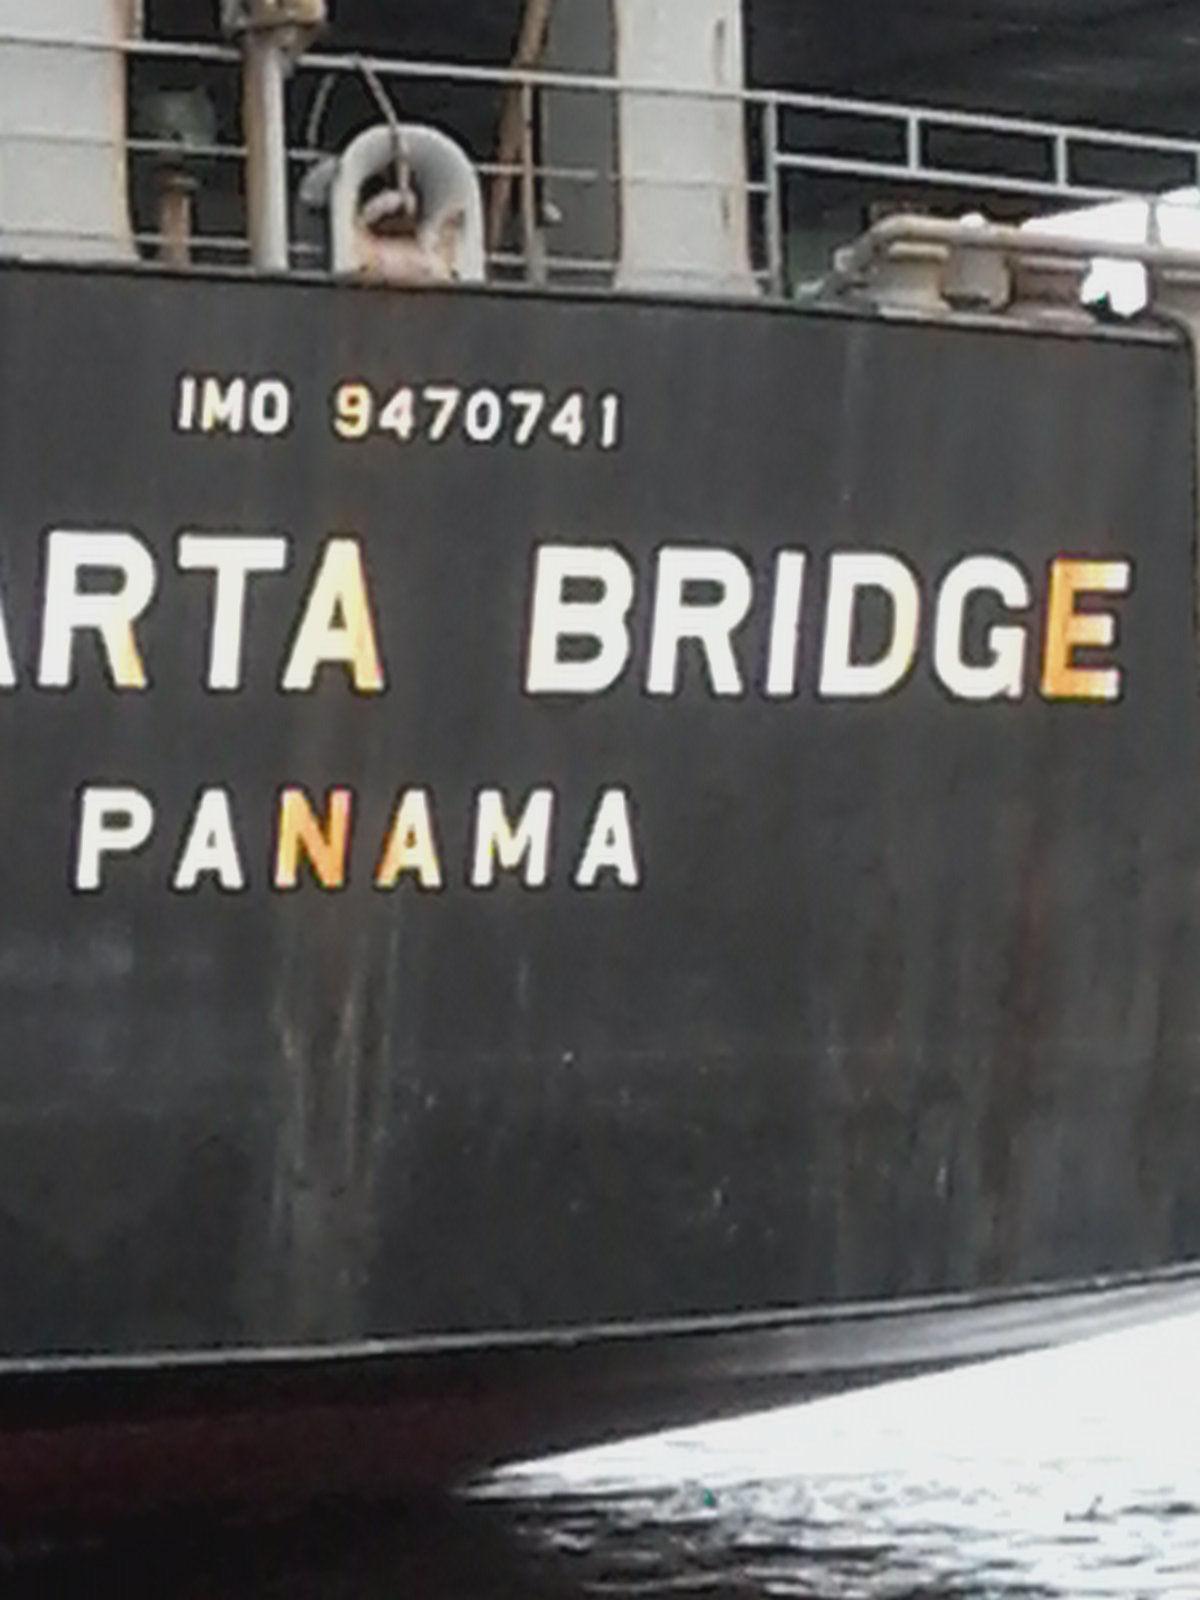 IMO 9470741
ARTA BRIDGE
PANAMA